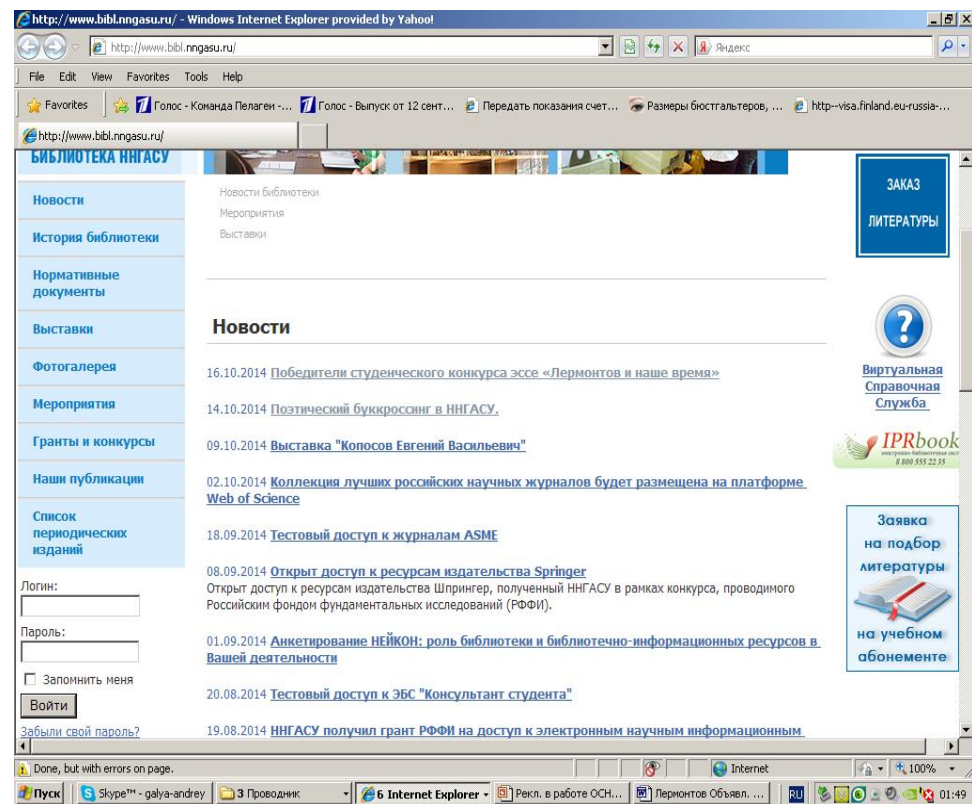 http://www.bibl.nngasu.ru/ - Windows Internet Explorer provided by Yahoo!
http://www.bibl.nngasu.ru/
Яндекс
File Edit View Favorites Tools Help
Favorites
Голос - Команда Пелагеи -...
Голос - Выпуск от 12 сент...
Передать показания счет...
Размеры бюстгальтеров, ...
http--visa.finland.eu-russia-...
http://www.bibl.nngasu.ru/
БИБЛИОТЕКА ННГАСУ
Новости
История библиотеки
Нормативные
документы
Выставки
Фотогалерея
Мероприятия
Гранты и конкурсы
Наши публикации
Список
периодических
изданий
Логин:
Пароль:
Запомнить меня
Войти
Забыли свой пароль?
Новости библиотеки
Мероприятия
Выставки
Новости
16.10.2014 Победители студенческого конкурса эссе «Лермонтов и наше время»
14.10.2014 Поэтический буккроссинг в ННГАСУ.
09.10.2014 Выставка "Копосов Евгений Васильевич"
02.10.2014 Коллекция лучших российских научных журналов будет размещена на платформе
Web of Science
18.09.2014 Тестовый доступ к журналам ASME
08.09.2014 Открыт доступ к ресурсам издательства Springer
Открыт доступ к ресурсам издательства Шпрингер, полученный ННГАСУ в рамках конкурса, проводимого
Российским фондом фундаментальных исследований (РФФИ).
01.09.2014 Анкетирование НЕЙКОН: роль библиотеки и библиотечно-информационных ресурсов в
Вашей деятельности
20.08.2014 Тестовый доступ к ЭБС "Консультант студента"
19.08.2014 ННГАСУ получил грант РФФИ на доступ к электронным научным информационным
ЗАКАЗ
ЛИТЕРАТУРЫ
?
Виртуальная
Справочная
Служба
IPRbook
8 800 555 22 35
Заявка
на подбор
литературы
на учебном
абонементе
Done, but with errors on page.
Internet
100%
Пуск
Skype™ - galya-andrey
3 Проводник
6 Internet Explorer
Рекл. в работе ОСН...
Лермонтов Объявл. ...
RU
01:49